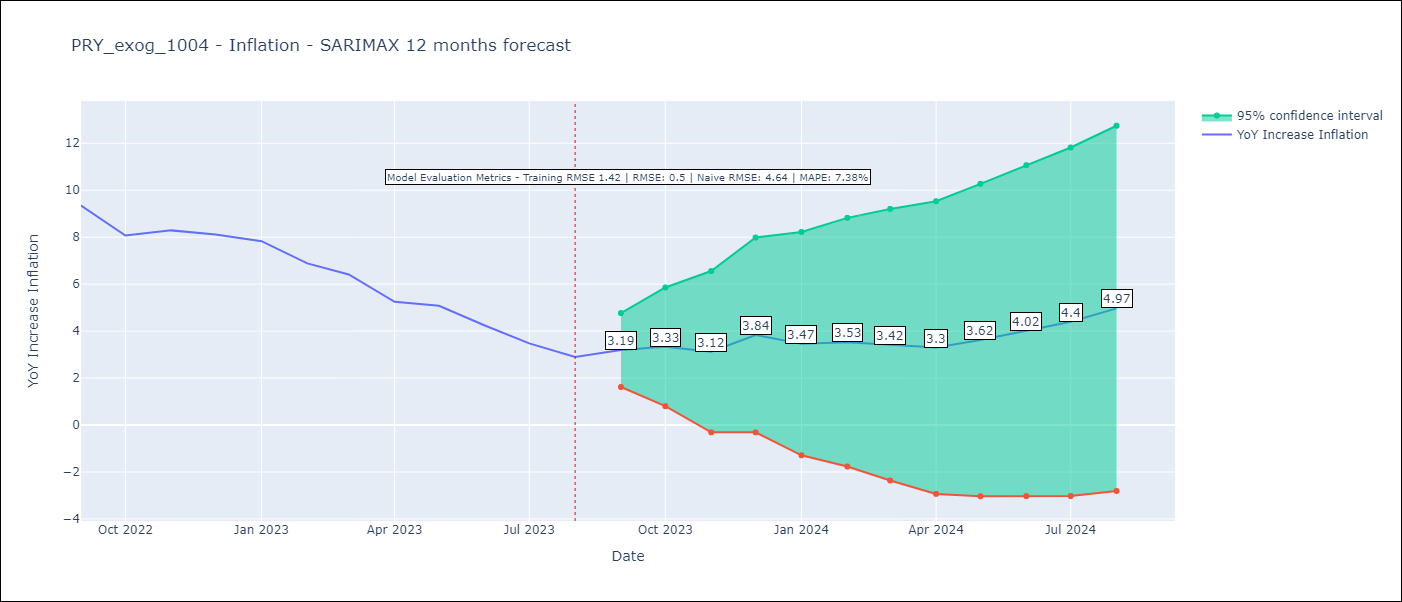 PRY_exog_1004 - Inflation - SARIMAX 12 months forecast
95% confidence interval
YoY Increase Inflation
Model Evaluation Metrics - Training RMSE 1.42 | RMSE: 0.5 | Naive RMSE: 4.64 | MAPE: 7.38%
YoY Increase Inflation
12
10
8
6
4
2
0
−2
−4
3.19
3.33
3.12
3.84
3.47
3.53
3.42
3.3
3.62
4.02
4.4
4.97
Oct 2022
Jan 2023
Apr 2023
Jul 2023
Oct 2023
Jan 2024
Apr 2024
Jul 2024
Date